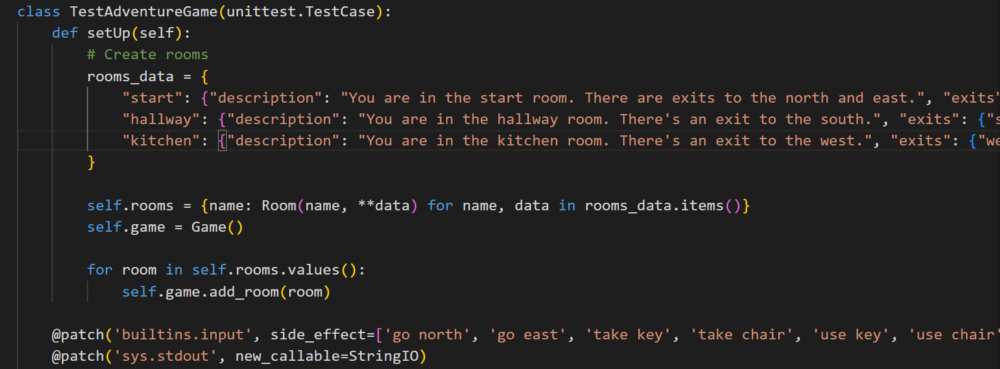 class TestAdventureGame(unittest.TestCase):
    def setUp(self):
        # Create rooms
        rooms_data = {
            "start": {"description": "You are in the start room. There are exits to the north and east.", "exits"
            "hallway": {"description": "You are in the hallway room. There's an exit to the south.", "exits": {"s
            "kitchen": {"description": "You are in the kitchen room. There's an exit to the west.", "exits": {"we
        }

        self.rooms = {name: Room(name, **data) for name, data in rooms_data.items()}
        self.game = Game()

        for room in self.rooms.values():
            self.game.add_room(room)

    @patch('builtins.input', side_effect=['go north', 'go east', 'take key', 'take chair', 'use key', 'use chair'
    @patch('sys.stdout', new_callable=StringIO)